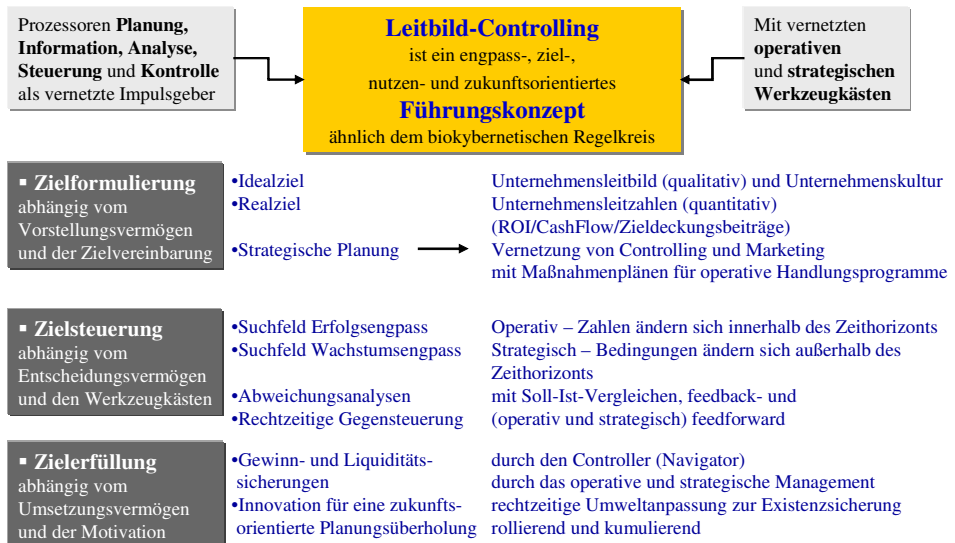 Prozessoren Planung,
Information, Analyse,
Steuerung und Kontrolle
als vernetzte Impulsgeber
Leitbild-Controlling
ist ein engpass-, ziel-,
nutzen- und zukunftsorientiertes
Führungskonzept
ähnlich dem biokybernetischen Regelkreis
Mit vernetzten
operativen
und strategischen
Werkzeugkästen
▪ Zielformulierung
abhängig vom
Vorstellungsvermögen
und der Zielvereinbarung
•Idealziel
•Realziel
•Strategische Planung
Unternehmensleitbild (qualitativ) und Unternehmenskultur
Unternehmensleitzahlen (quantitativ)
(ROI/CashFlow/Zieldeckungsbeiträge)
Vernetzung von Controlling und Marketing
mit Maßnahmenplänen für operative Handlungsprogramme
▪ Zielsteuerung
abhängig vom
Entscheidungsvermögen
und den Werkzeugkästen
•Suchfeld Erfolgsengpass
•Suchfeld Wachstumsengpass
•Abweichungsanalysen
•Rechtzeitige Gegensteuerung
Operativ – Zahlen ändern sich innerhalb des Zeithorizonts
Strategisch – Bedingungen ändern sich außerhalb des
Zeithorizonts
mit Soll-Ist-Vergleichen, feedback- und
(operativ und strategisch) feedforward
▪ Zielerfüllung
abhängig vom
Umsetzungsvermögen
und der Motivation
•Gewinn- und Liquiditäts-
sicherungen
•Innovation für eine zukunfts-
orientierte Planungsüberholung
durch den Controller (Navigator)
durch das operative und strategische Management
rechtzeitige Umweltanpassung zur Existenzsicherung
rollierend und kumulierend